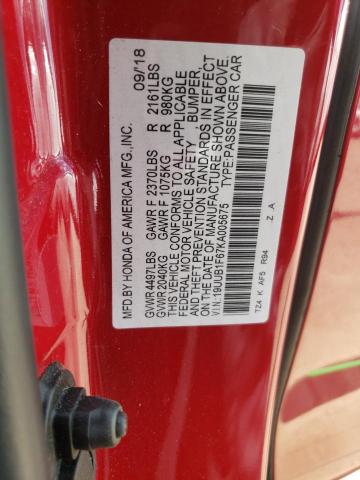 MFD.BY HONDA OF AMERICA MFG., INC. 09/18
GVWR 4497LBS GAWR F 2370LBS R 2161LBS
GVWR 2040KG GAWR F 1075KG R 980KG
THIS VEHICLE CONFORMS TO ALL APPLICABLE
FEDERAL MOTOR VEHICLE SAFETY , BUMPER,
AND THEFT PREVENTION STANDARDS IN EFFECT
ON THE DATE OF MANUFACTURE SHOWN ABOVE.
V.I.N.:19UUB1F67KA005675 TYPE:PASSENGER CAR
7Z4 K AF5 R94 Z A